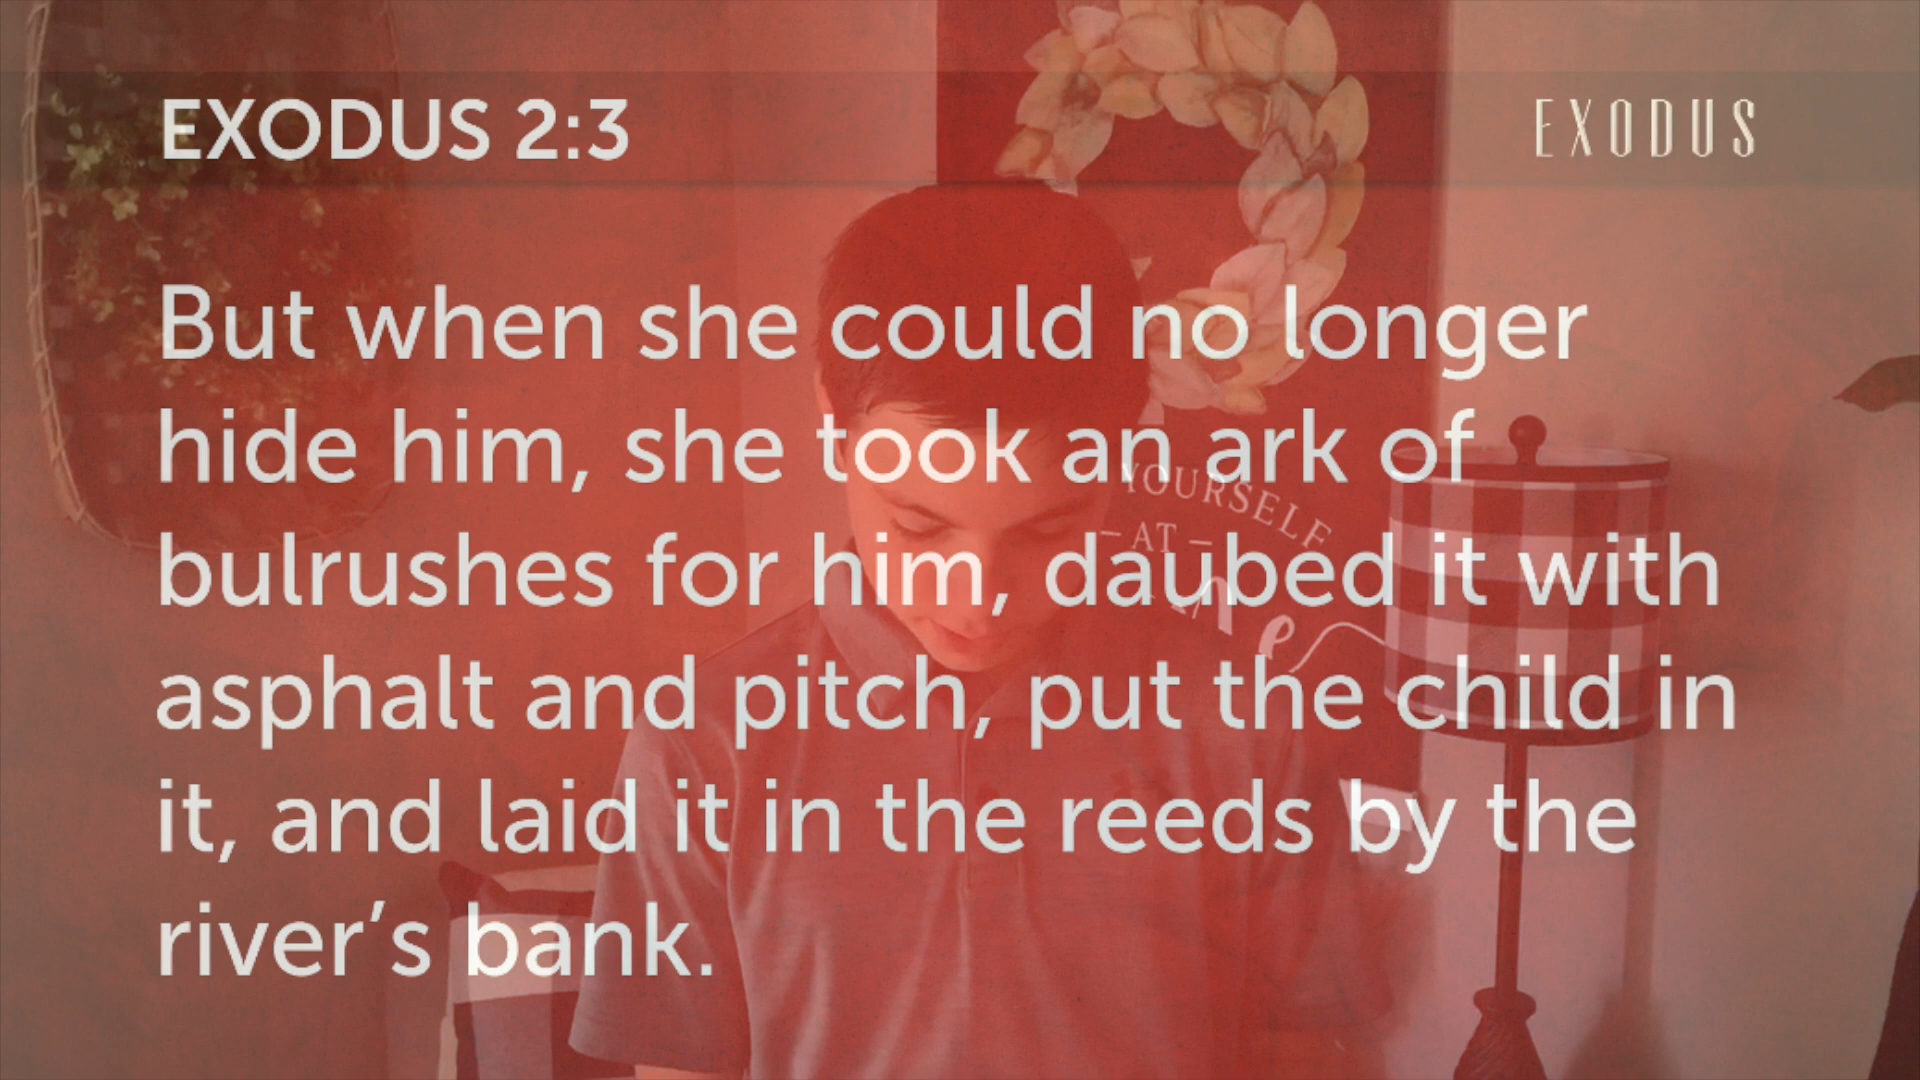 EXODUS 2:3
EXODUS
But when she could no longer
hide him, she took an ark of
bulrushes for him, daubed it with
asphalt and pitch, put the child in
it, and laid it in the reeds by the
river’s bank.
YOURSELF
– AT –